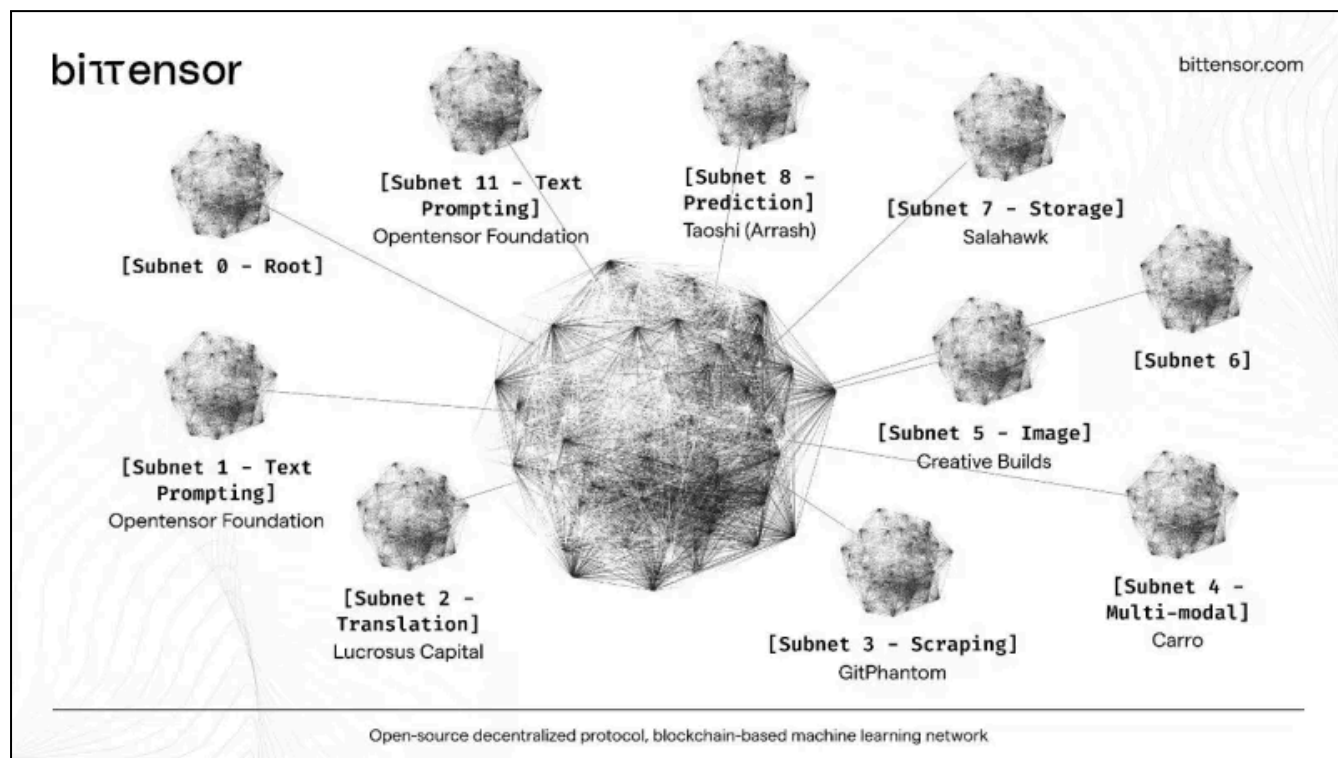 bittensor
bittensor.com
[Subnet 11 - Text
Prompting]
Opentensor Foundation
[Subnet 8 -
Prediction]
Taoshi (Arrash)
[Subnet 7 - Storage]
Salahawk
[Subnet 0 - Root]
[Subnet 6]
[Subnet 5 - Image]
Creative Builds
[Subnet 1 - Text
Prompting]
Opentensor Foundation
[Subnet 2 -
Translation]
Lucrosus Capital
[Subnet 3 - Scraping]
GitPhantom
[Subnet 4 -
Multi-modal]
Carro
Open-source decentralized protocol, blockchain-based machine learning network